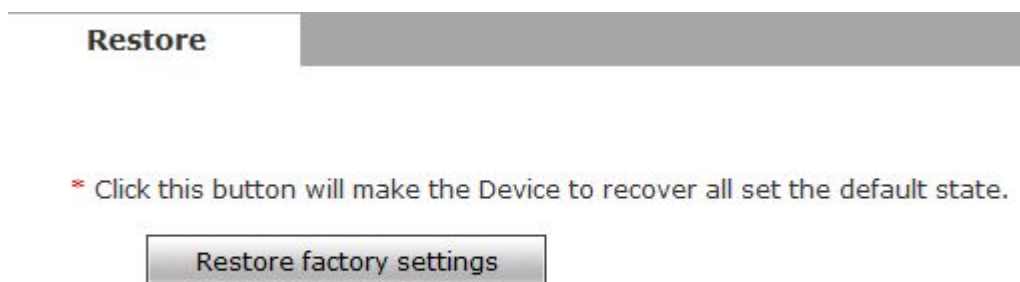 Restore
* Click this button will make the Device to recover all set the default state.
Restore factory settings